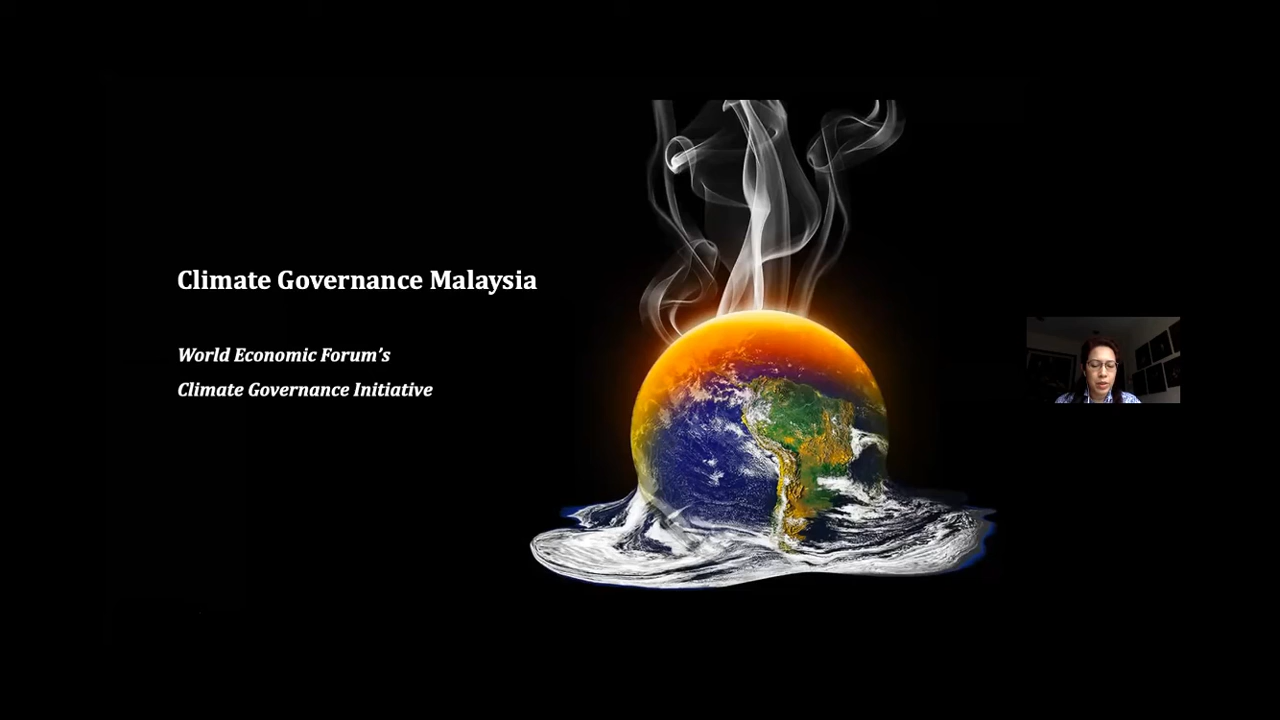 Climate Governance Malaysia
World Economic Forum’s
Climate Governance Initiative